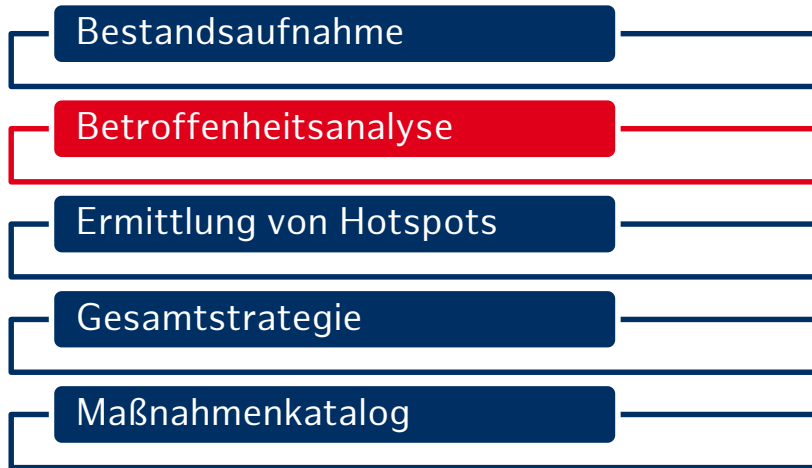 Bestandsaufnahme
Betroffenheitsanalyse
Ermittlung von Hotspots
Gesamtstrategie
Maßnahmenkatalog